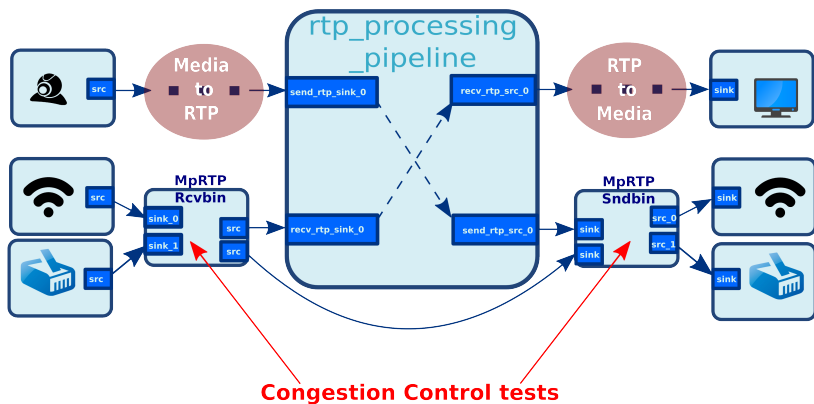 rtp_processing
_pipeline
Media
to
RTP
RTP
to
Media
src
send_rtp_sink_0
recv_rtp_src_0
sink
MpRTP
Rcvbin
MpRTP
Sndbin
src
sink_0
sink_1
src
src
src
recv_rtp_sink_0
send_rtp_src_0
sink
sink
src_0
src_1
sink
sink
Congestion Control tests